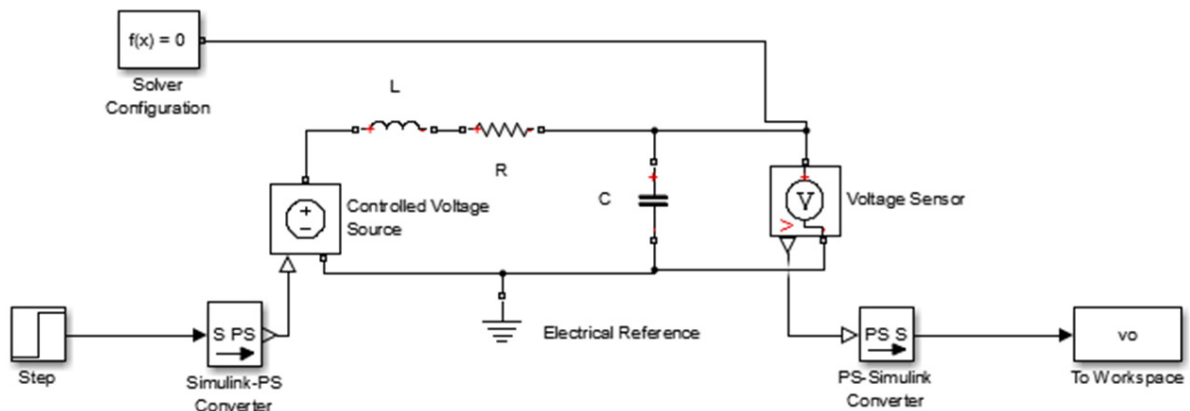 f(x) = 0
Solver
Configuration
L
R
C
+
−
Controlled Voltage
Source
V
Voltage Sensor
Electrical Reference
Step
S PS
Simulink-PS
Converter
PS S
PS-Simulink
Converter
vo
To Workspace